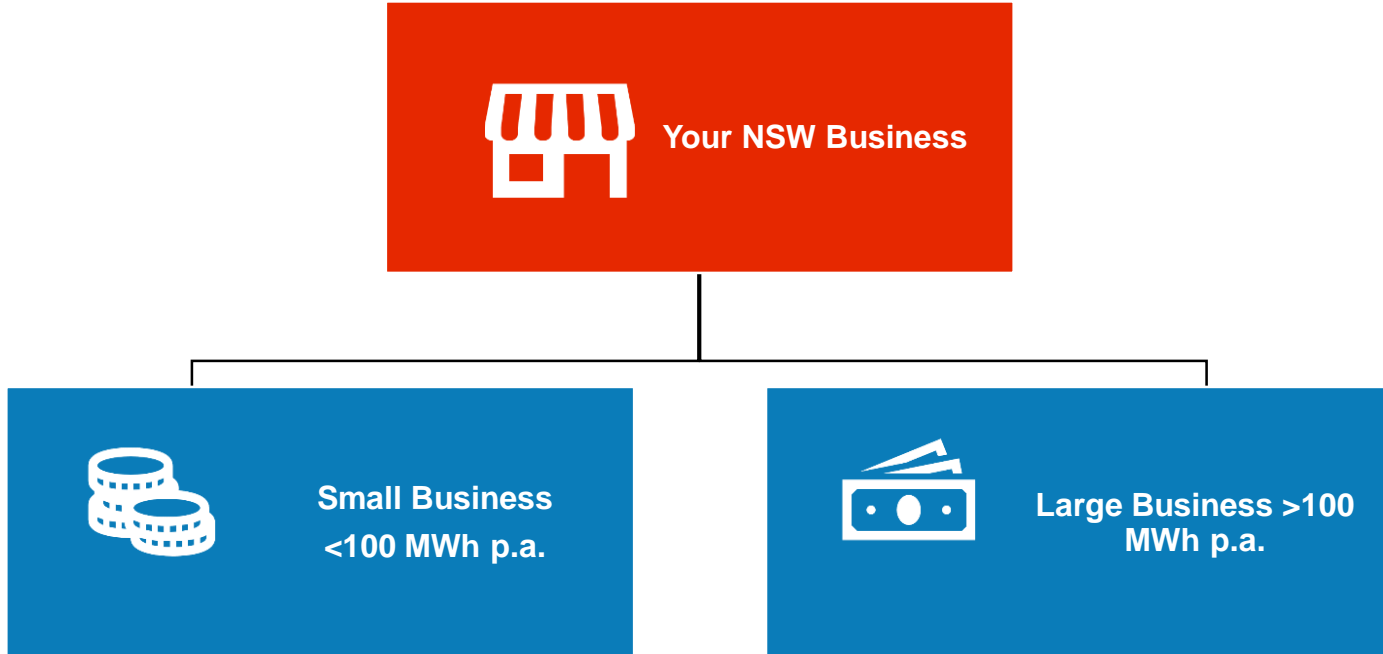 Your NSW Business
Small Business
<100 MWh p.a.
Large Business >100
MWh p.a.